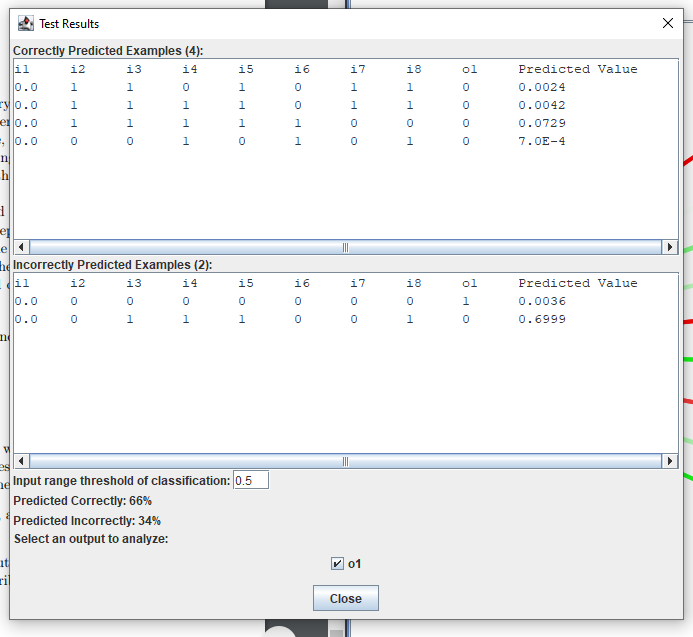 Test Results
Correctly Predicted Examples (4):
i1 i2 i3 i4 i5 i6 i7 i8 o1 Predicted Value
0.0 1 1 0 1 0 1 1 0 0.0024
0.0 1 1 1 1 0 1 1 0 0.0042
0.0 1 1 1 1 1 0 0 0 0.0729
0.0 0 0 1 0 1 0 1 0 7.0E-4
Incorrectly Predicted Examples (2):
i1 i2 i3 i4 i5 i6 i7 i8 o1 Predicted Value
0.0 0 0 0 0 0 0 0 1 0.0036
0.0 0 1 1 1 0 0 1 0 0.6999
Input range threshold of classification: 0.5
Predicted Correctly: 66%
Predicted Incorrectly: 34%
Select an output to analyze:
o1
Close